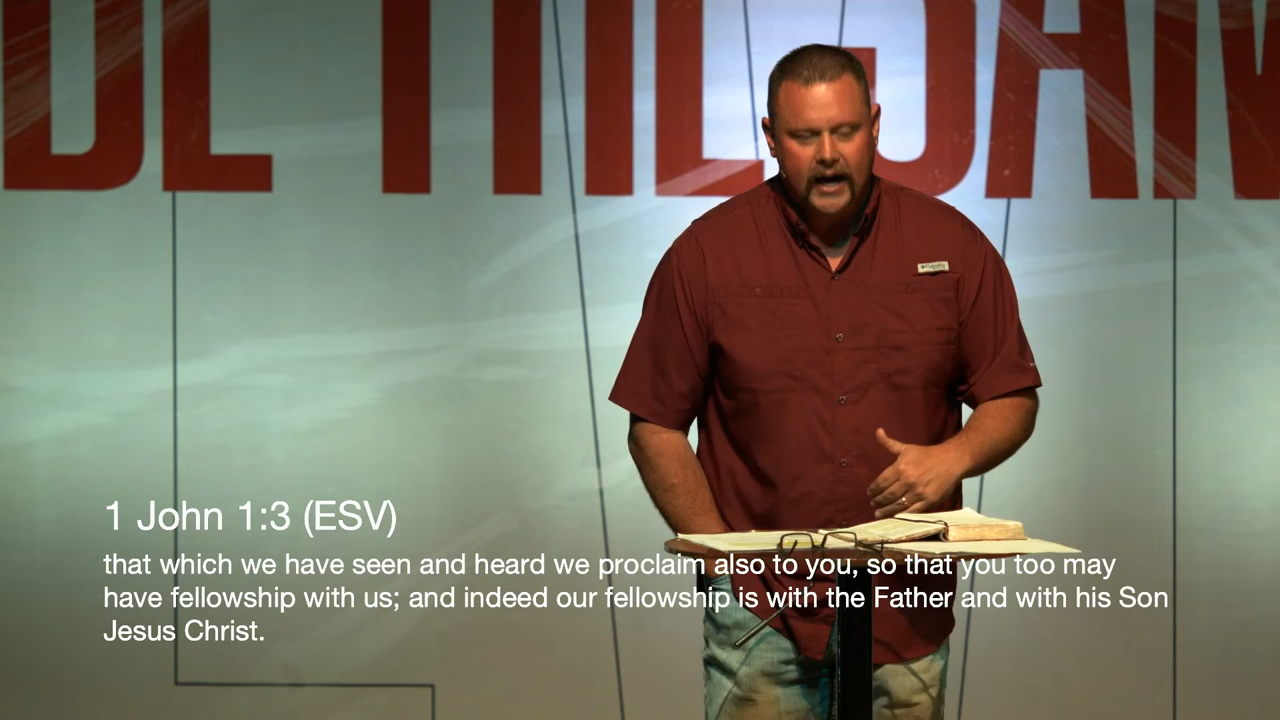 DE THE
1 John 1:3 (ESV)
that which we have seen and heard we proclaim also to you, so that you too may
have fellowship with us; and indeed our fellowship is with the Father and with his Son
Jesus Christ.